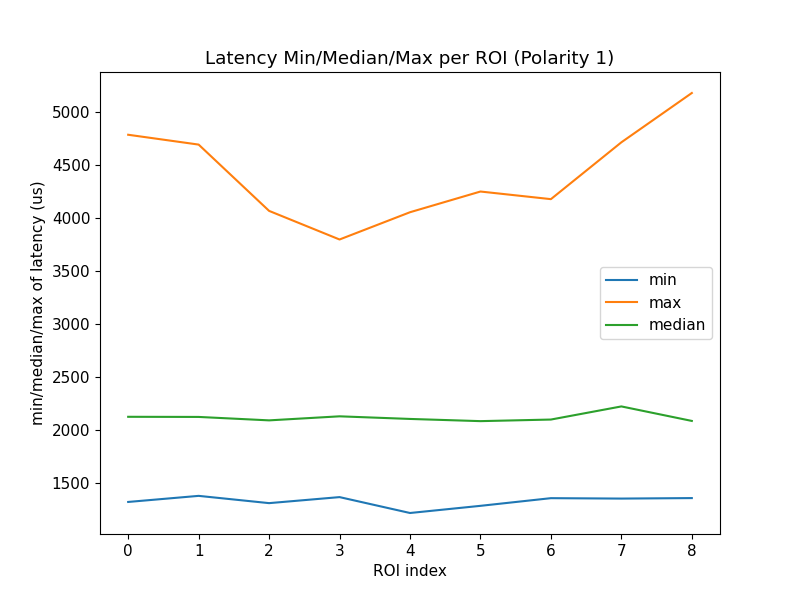 Latency Min/Median/Max per ROI (Polarity 1)
min/median/max of latency (us)
5000
4500
4000
3500
3000
2500
2000
1500
min
max
median
0 1 2 3 4 5 6 7 8
ROI index